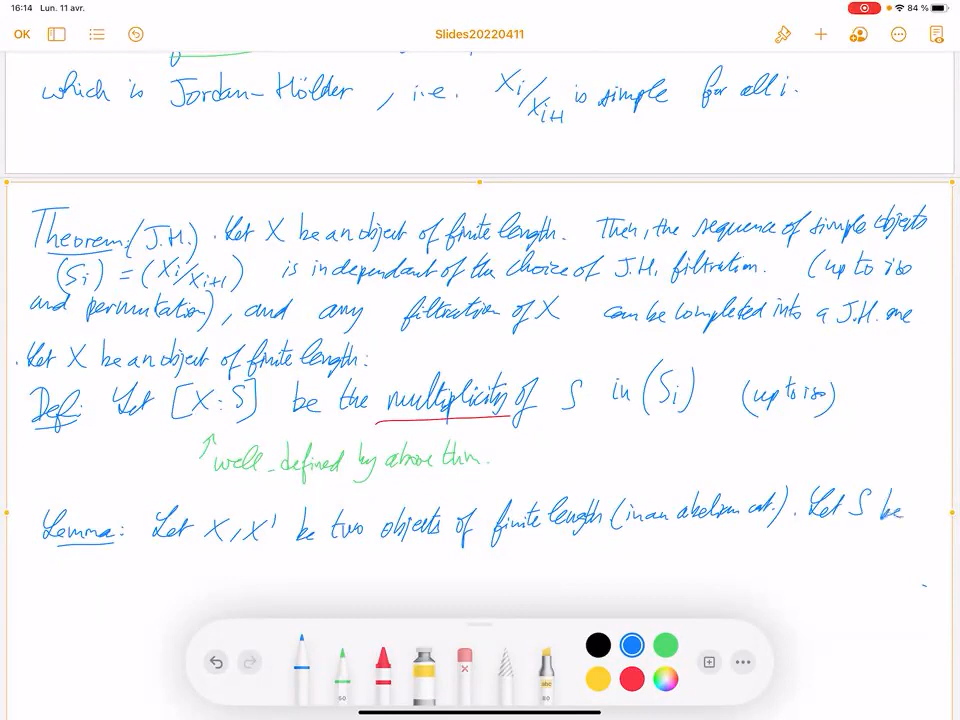 16:14 Lun. 11 avr.
84 %
OK
Slides20220411
which is Jordan-Hölder, i.e. Xi/Xi+1 is simple for all i.
Theorem: (J.H.). Let X be an object of finite length. Then, the sequence of simple objects
(Si) = (Xi/Xi+1) is independant of the choice of J.H. filtration. (up to iso
and permutation), and any filtration of X can be completed into a J.H. one
. Let X be an object of finite length:
Def: Let [X:S] be the multiplicity of S in (Si) (up to iso)
↑ well-defined by above thm.
Lemma: Let X, X' be two objects of finite length (in an abelian cat.). Let S be
50
abc
80